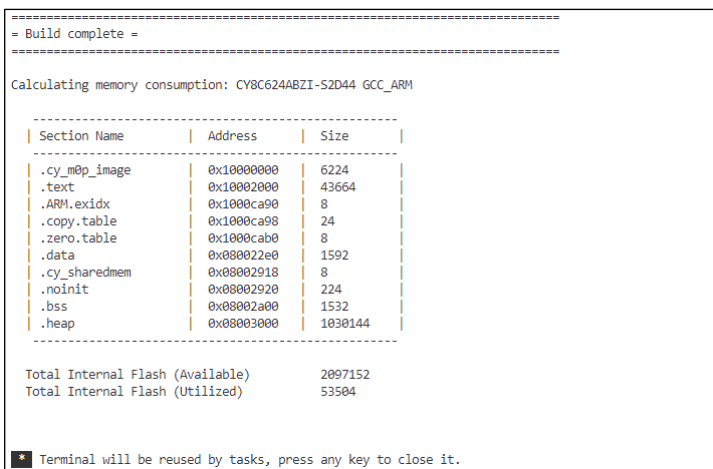 ==============================================================================
= Build complete =
==============================================================================
Calculating memory consumption: CY8C624ABZI-S2D44 GCC_ARM
----------------------------------------------------
| Section Name | Address | Size |
----------------------------------------------------
| .cy_m0p_image | 0x10000000 | 6224 |
| .text | 0x10002000 | 43664 |
| .ARM.exidx | 0x1000ca90 | 8 |
| .copy.table | 0x1000ca98 | 24 |
| .zero.table | 0x1000cab0 | 8 |
| .data | 0x080022e0 | 1592 |
| .cy_sharedmem | 0x08002918 | 8 |
| .noinit | 0x08002920 | 224 |
| .bss | 0x08002a00 | 1532 |
| .heap | 0x08003000 | 1030144 |
----------------------------------------------------
Total Internal Flash (Available) 2097152
Total Internal Flash (Utilized) 53504
* Terminal will be reused by tasks, press any key to close it.